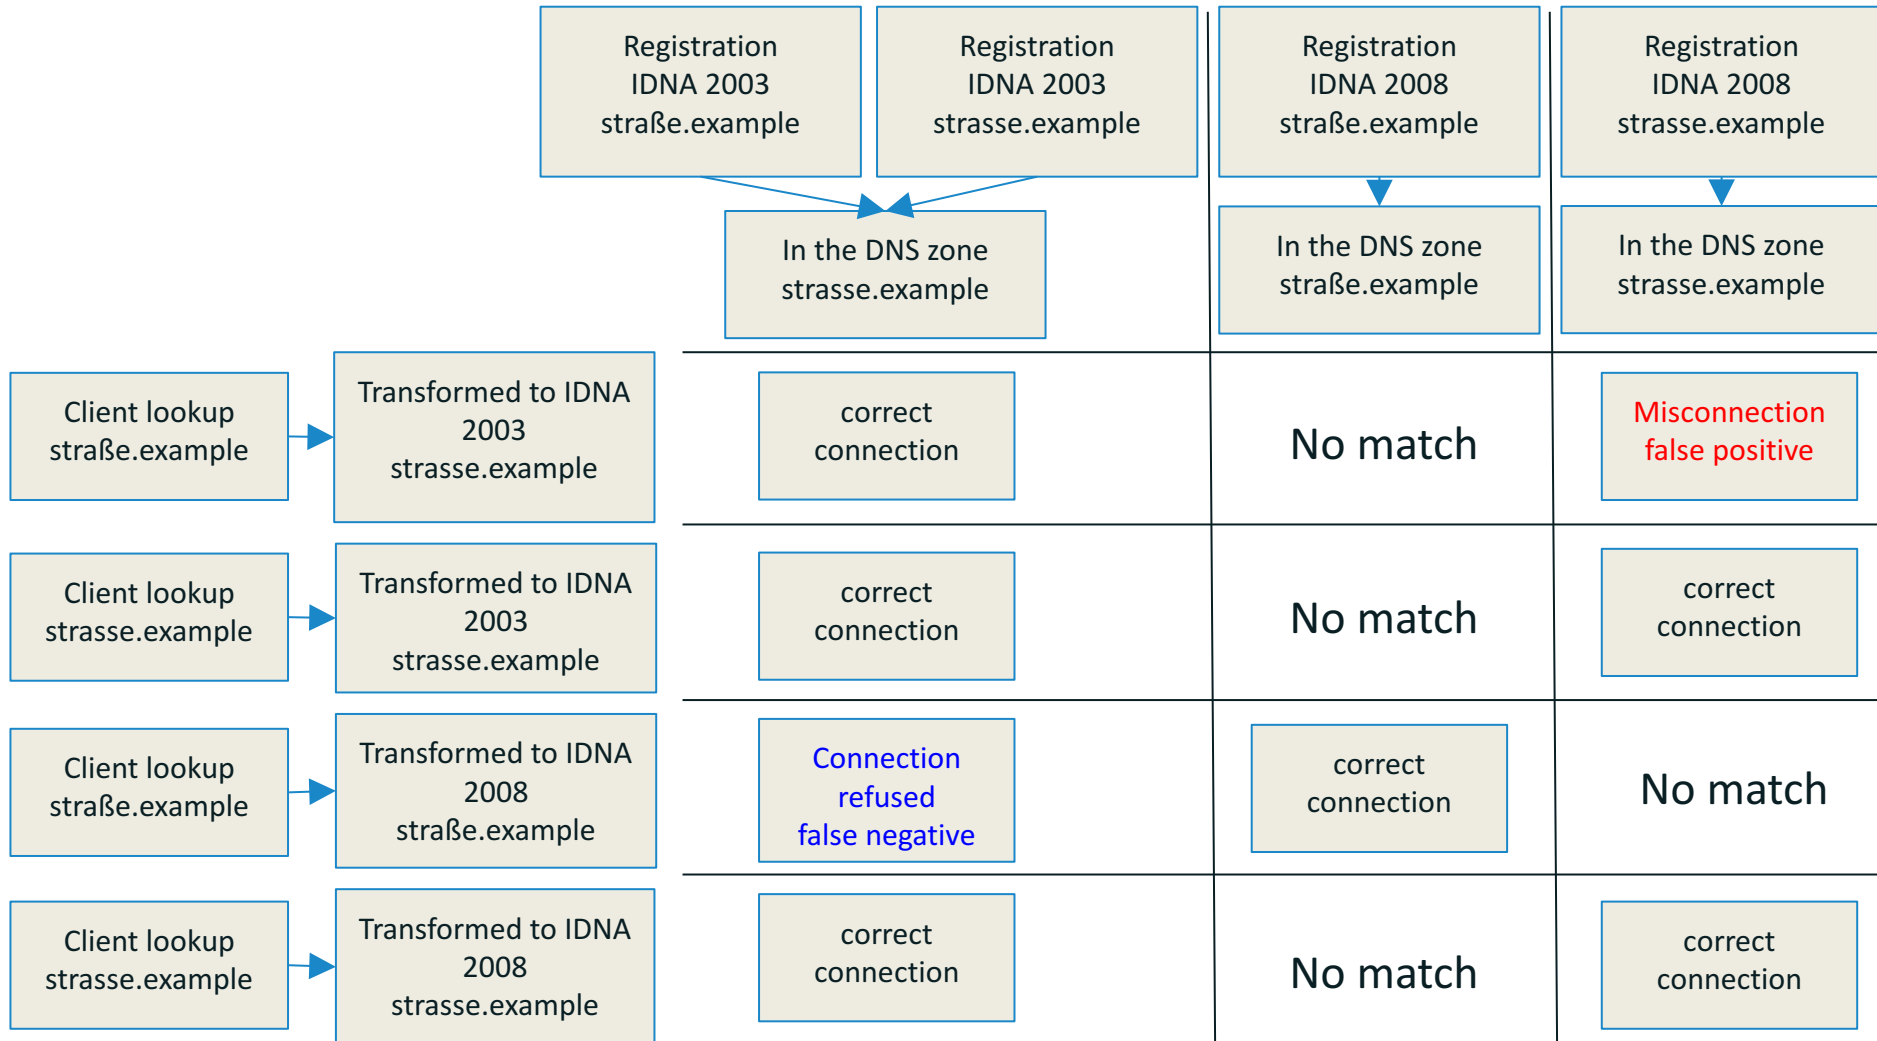 Registration
IDNA 2003
straße.example
Registration
IDNA 2003
strasse.example
Registration
IDNA 2008
straße.example
Registration
IDNA 2008
strasse.example
In the DNS zone
strasse.example
In the DNS zone
straße.example
In the DNS zone
strasse.example
Client lookup
straße.example
Transformed to IDNA
2003
strasse.example
correct
connection
No match
Misconnection
false positive
Client lookup
strasse.example
Transformed to IDNA
2003
strasse.example
correct
connection
No match
correct
connection
Client lookup
straße.example
Transformed to IDNA
2008
straße.example
Connection
refused
false negative
correct
connection
No match
Client lookup
strasse.example
Transformed to IDNA
2008
strasse.example
correct
connection
No match
correct
connection